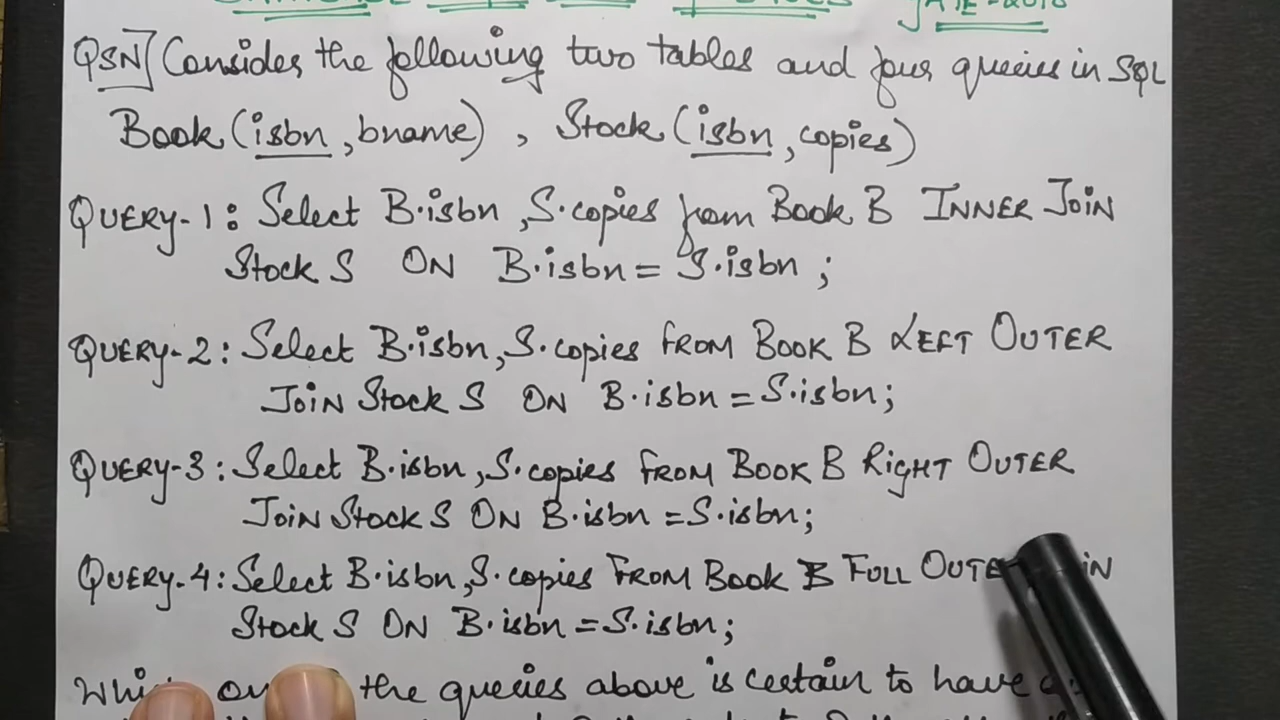 QSN] Consider the following two tables and four queries in SQL
Book (isbn, bname), Stock (isbn, copies)
QUERY-1: Select B.isbn, S.copies from Book B INNER JOIN
Stock S ON B.isbn = S.isbn;
QUERY-2: Select B.isbn, S.copies FROM BOOK B LEFT OUTER
JOIN Stock S ON B.isbn = S.isbn;
QUERY-3: Select B.isbn, S.copies FROM BOOK B RIGHT OUTER
JOIN Stock S ON B.isbn = S.isbn;
QUERY-4: Select B.isbn, S.copies FROM Book B FULL OUTER
Stock S ON B.isbn = S.isbn;
the queries above is certain to have